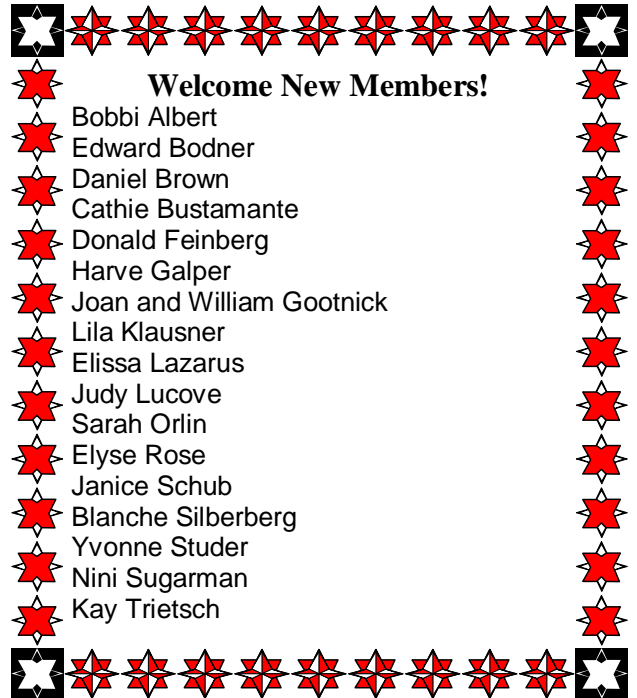 Welcome New Members!
Bobbi Albert
Edward Bodner
Daniel Brown
Cathie Bustamante
Donald Feinberg
Harve Galper
Joan and William Gootnick
Lila Klausner
Elissa Lazarus
Judy Lucove
Sarah Orlin
Elyse Rose
Janice Schub
Blanche Silberberg
Yvonne Studer
Nini Sugarman
Kay Trietsch